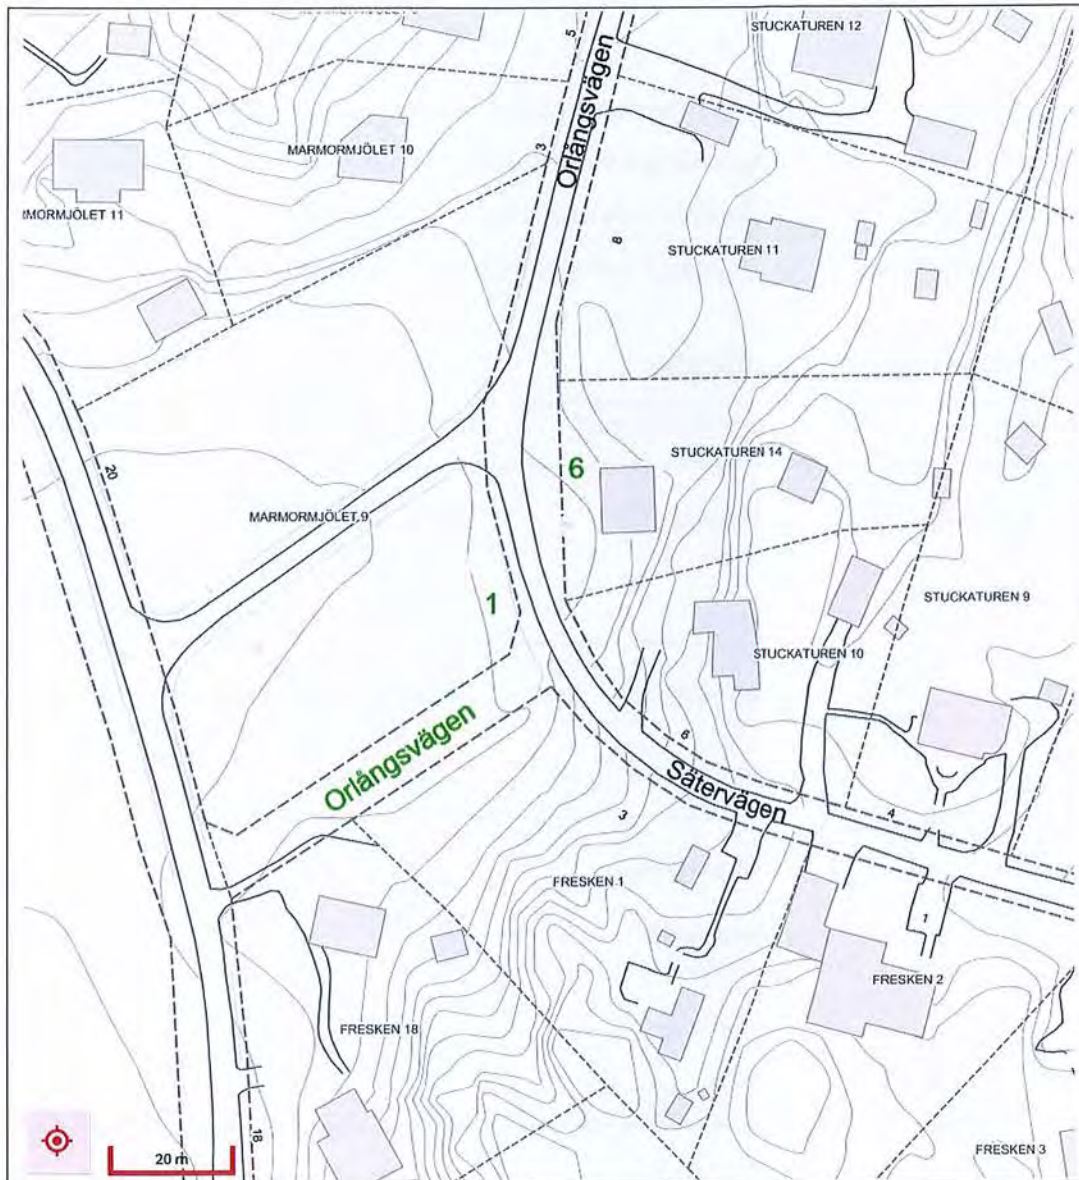 STUCKATUREN 12
5
Orlångsvägen
MARMORMJÖLET 10
3
RMORMJÖLET 11
8
STUCKATUREN 11
20
6
STUCKATUREN 14
MARMORMJÖLET 9
1
STUCKATUREN 9
STUCKATUREN 10
Orlångsvägen
6
Sätervägen
3
4
FRESKEN 1
1
FRESKEN 2
FRESKEN 18
18
20 m
FRESKEN 3